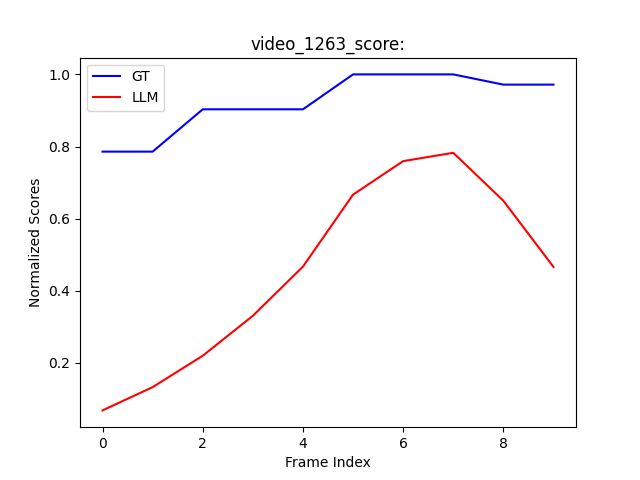 video_1263_score:
GT
LLM
Normalized Scores
1.0
0.8
0.6
0.4
0.2
0 2 4 6 8
Frame Index